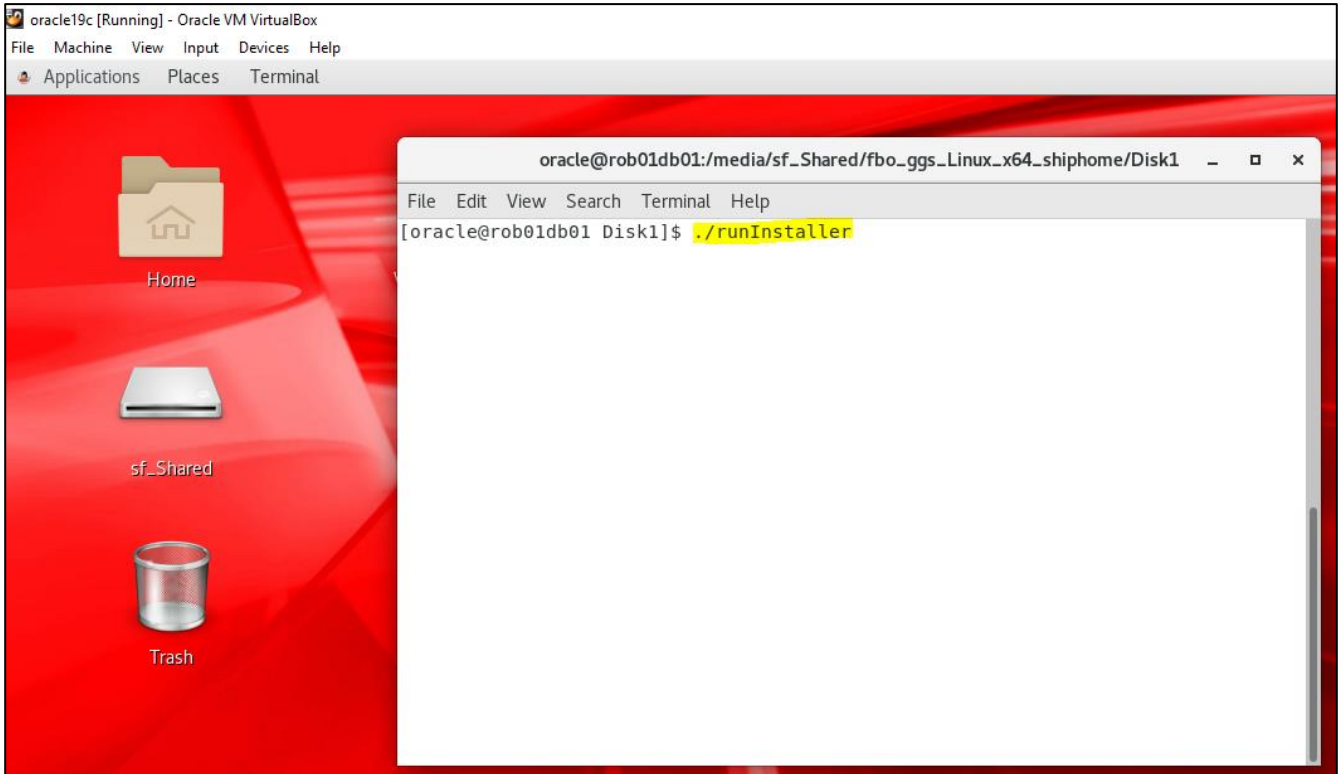 oracle19c [Running] - Oracle VM VirtualBox
File Machine View Input Devices Help
Applications Places Terminal
oracle@rob01db01:/media/sf_Shared/fbo_ggs_Linux_x64_shiphome/Disk1
File Edit View Search Terminal Help
[oracle@rob01db01 Disk1]$ ./runInstaller
Home
sf_Shared
Trash